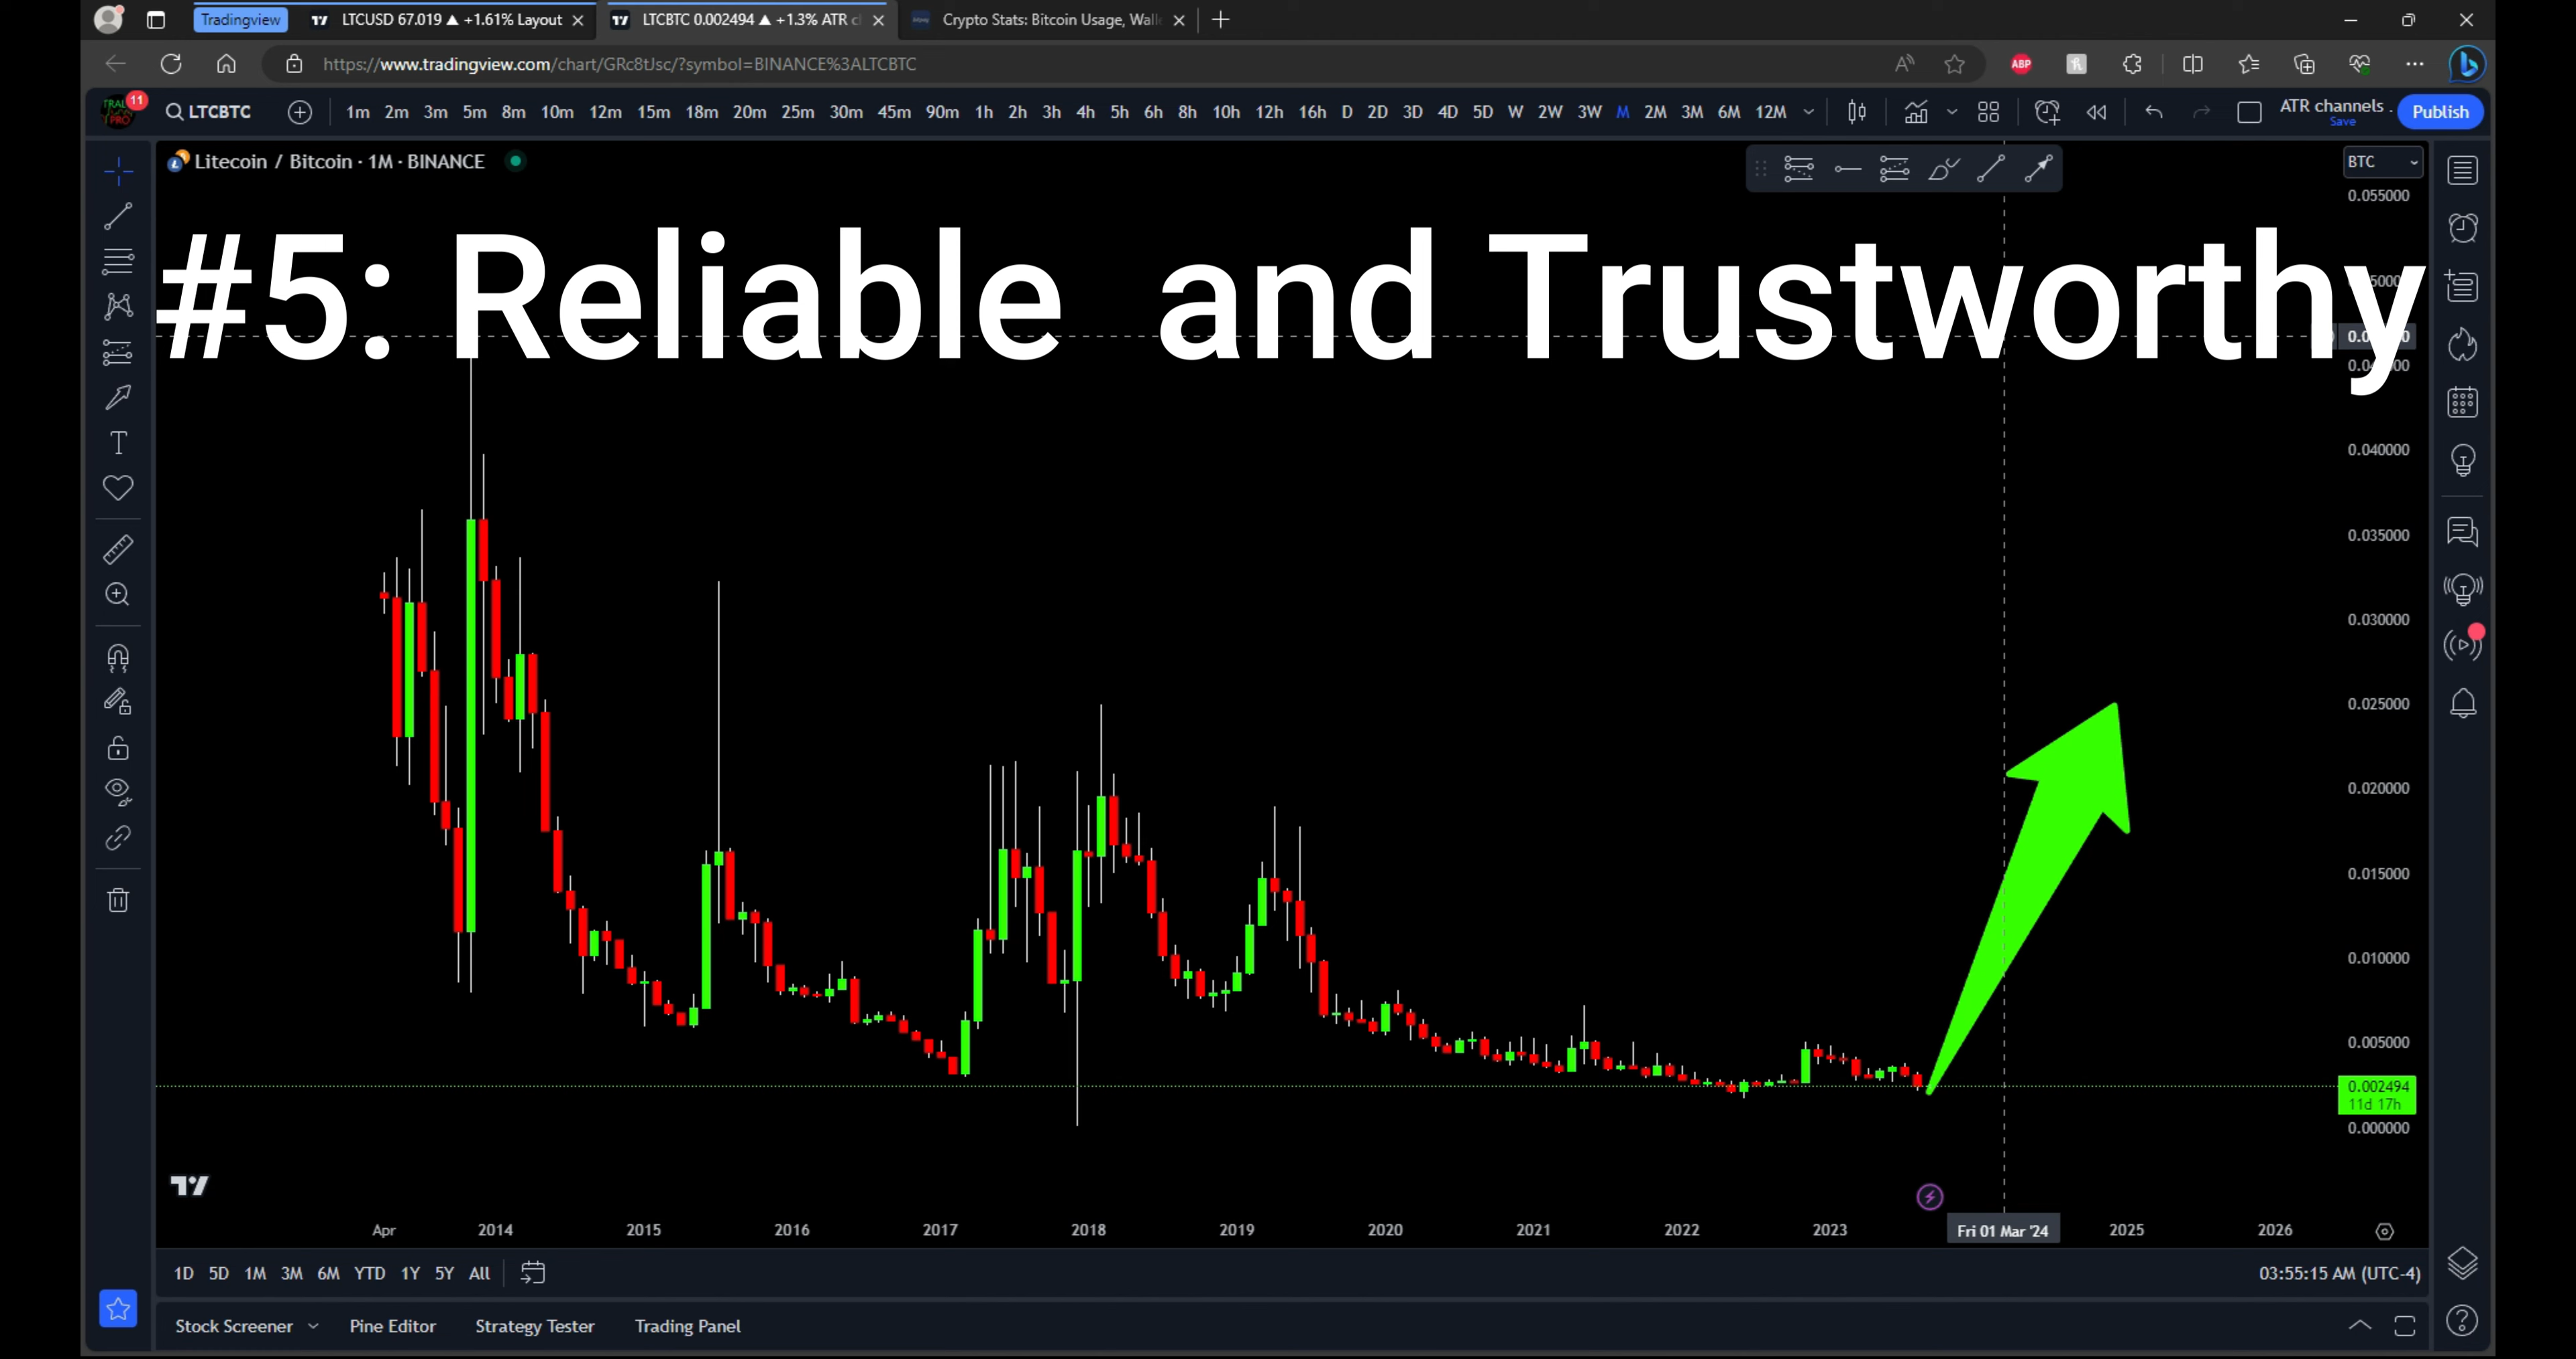 Tradingview LTCUSD 67.019 ▲ +1.61% Layout LTCBTC 0.002494 ▲ +1.3% ATR c Crypto Stats: Bitcoin Usage, Wall
https://www.tradingview.com/chart/GRc8tJsc/?symbol=BINANCE%3ALTCBTC ABP
TRAL PRO 11 LTCBTC 1m 2m 3m 5m 8m 10m 12m 15m 18m 20m 25m 30m 45m 90m 1h 2h 3h 4h 5h 6h 8h 10h 12h 16h D 2D 3D 4D 5D W 2W 3W M 2M 3M 6M 12M ATR channels . Save Publish
Litecoin / Bitcoin · 1M · BINANCE BTC
0.055000
#5: Reliable and Trustworthy
0.040000
0.035000
0.030000
0.025000
0.020000
0.015000
0.010000
0.005000
0.002494
11d 17h
0.000000
Apr 2014 2015 2016 2017 2018 2019 2020 2021 2022 2023 Fri 01 Mar '24 2025 2026
1D 5D 1M 3M 6M YTD 1Y 5Y All 03:55:15 AM (UTC-4)
Stock Screener Pine Editor Strategy Tester Trading Panel